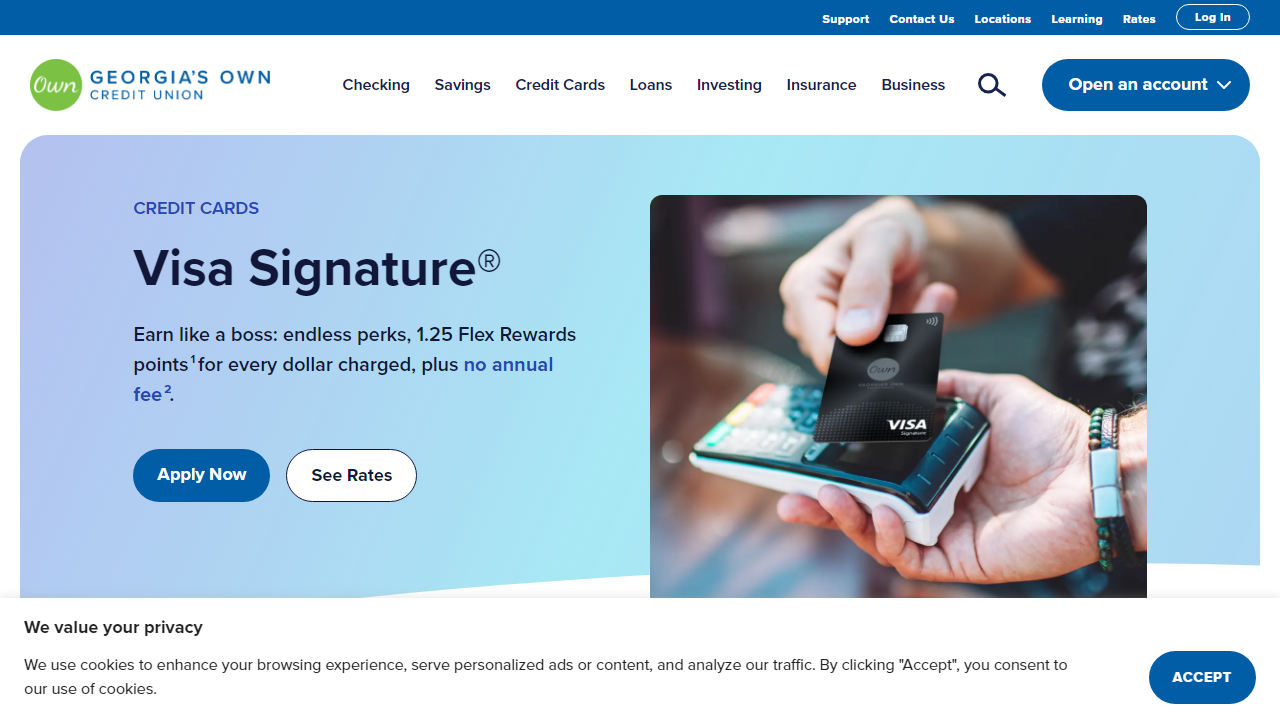 Support Contact Us Locations Learning Rates Log In
Own GEORGIA'S OWN
CREDIT UNION
Checking Savings Credit Cards Loans Investing Insurance Business Open an account
CREDIT CARDS
Visa Signature®
Earn like a boss: endless perks, 1.25 Flex Rewards
points¹ for every dollar charged, plus no annual
fee².
Apply Now See Rates
Own
GEORGIA'S OWN
VISA
Signature
We value your privacy
We use cookies to enhance your browsing experience, serve personalized ads or content, and analyze our traffic. By clicking "Accept", you consent to
our use of cookies.
ACCEPT